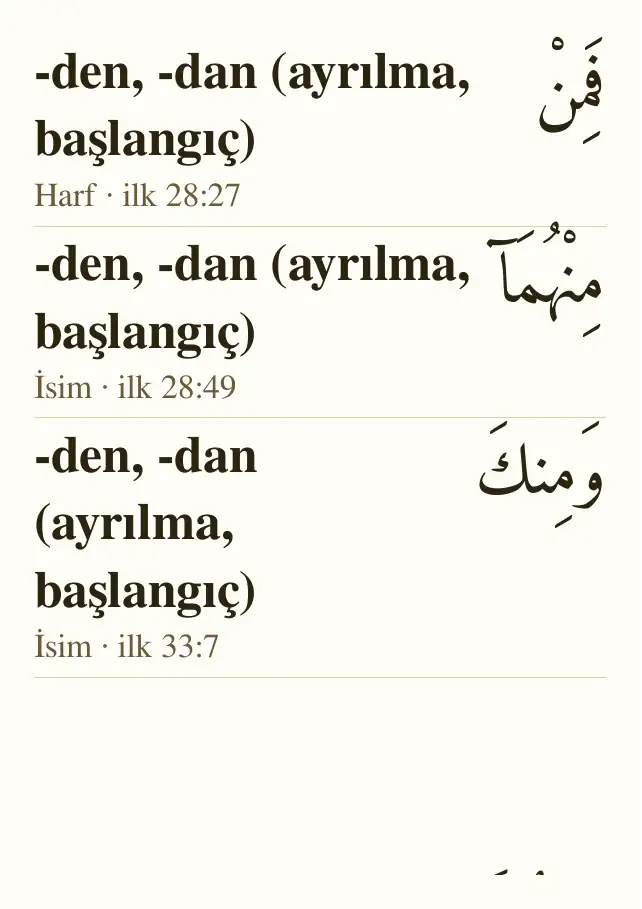 -den, -dan (ayrılma, فَمِنْ
başlangıç)
Harf · ilk 28:27
-den, -dan (ayrılma, مِنْهُمَآ
başlangıç)
İsim · ilk 28:49
-den, -dan وَمِنكَ
(ayrılma,
başlangıç)
İsim · ilk 33:7